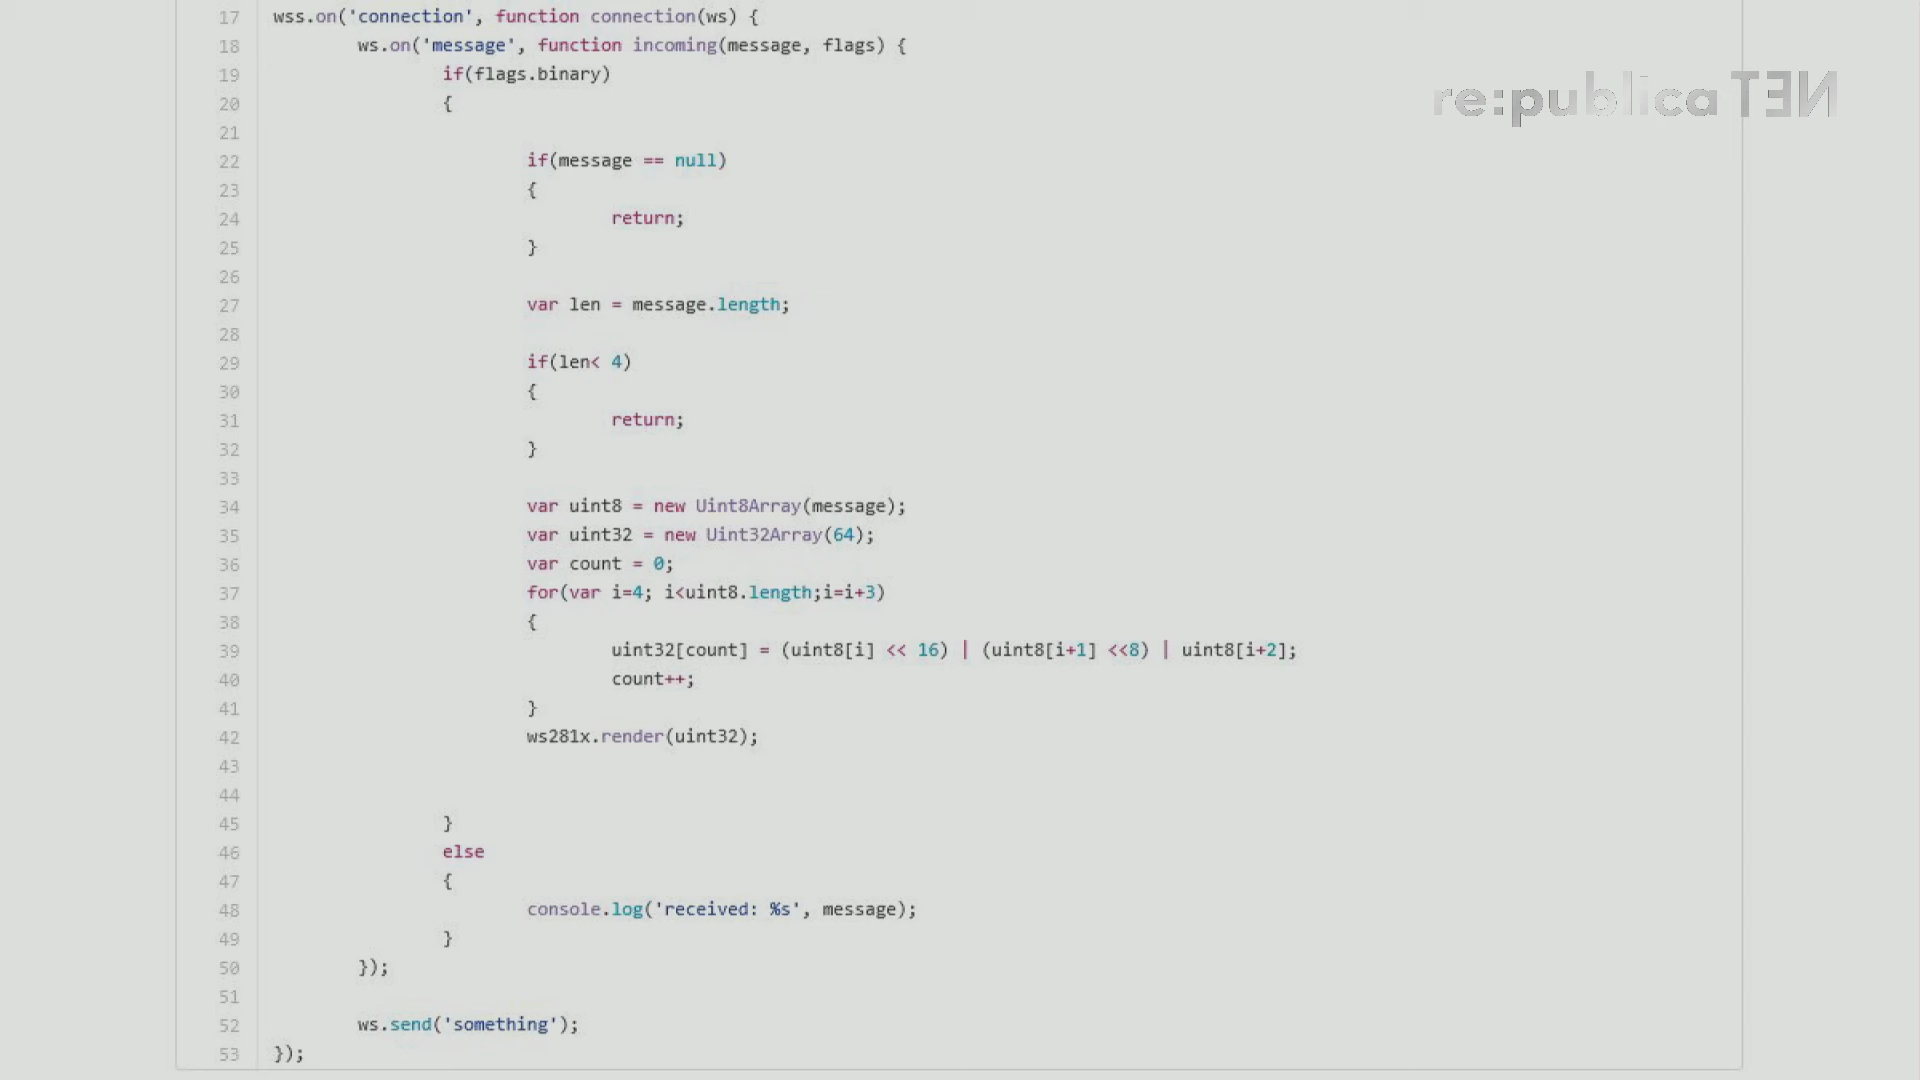 re:publica TEN
17 wss.on('connection', function connection(ws) {
18 ws.on('message', function incoming(message, flags) {
19 if(flags.binary)
20 {
21
22 if(message == null)
23 {
24 return;
25 }
26
27 var len = message.length;
28
29 if(len< 4)
30 {
31 return;
32 }
33
34 var uint8 = new Uint8Array(message);
35 var uint32 = new Uint32Array(64);
36 var count = 0;
37 for(var i=4; i<uint8.length;i=i+3)
38 {
39 uint32[count] = (uint8[i] << 16) | (uint8[i+1] <<8) | uint8[i+2];
40 count++;
41 }
42 ws281x.render(uint32);
43
44
45 }
46 else
47 {
48 console.log('received: %s', message);
49 }
50 });
51
52 ws.send('something');
53 });